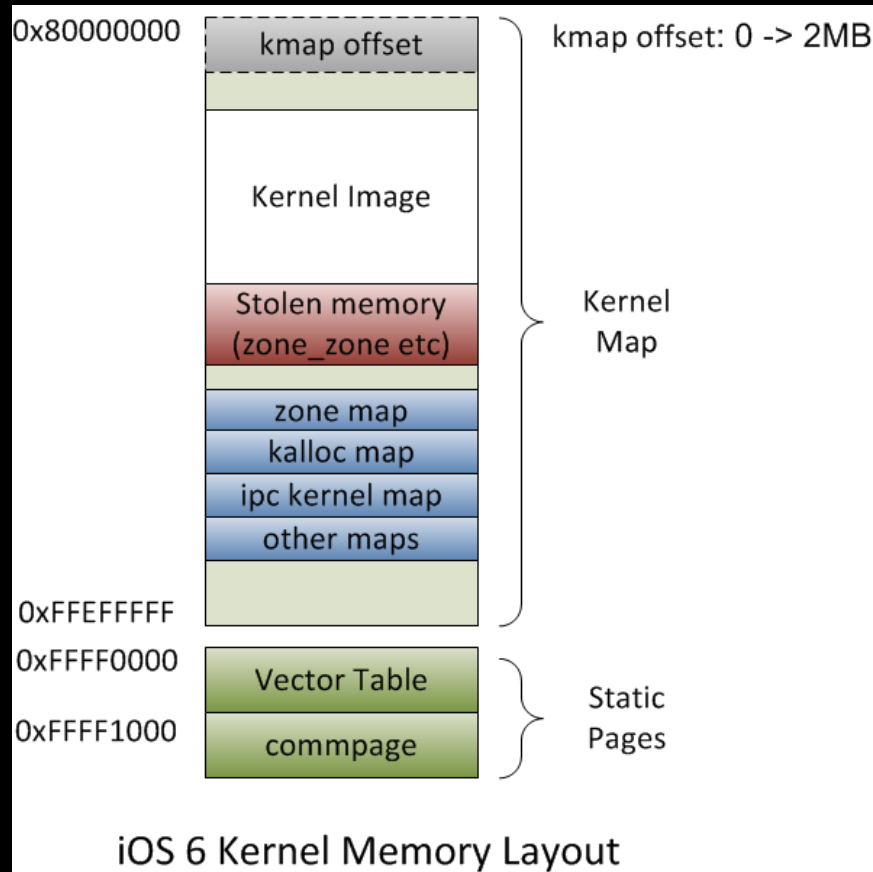 0x80000000
kmap offset
kmap offset: 0 -> 2MB
Kernel Image
Stolen memory
(zone_zone etc)
Kernel
Map
zone map
kalloc map
ipc kernel map
other maps
0xFFEFFFFF
0xFFFF0000
Vector Table
0xFFFF1000
commpage
Static
Pages
iOS 6 Kernel Memory Layout